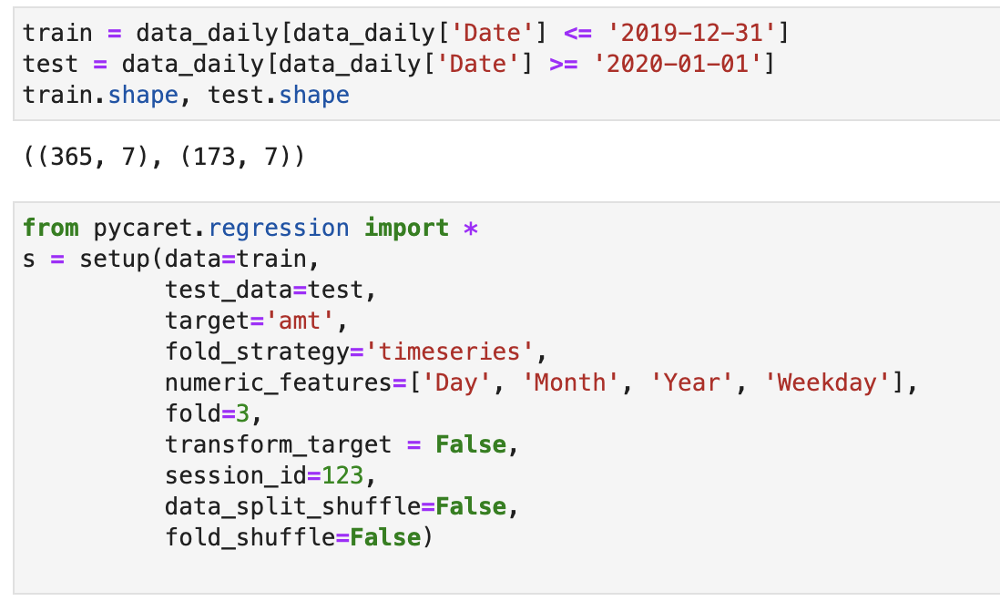 train = data_daily[data_daily['Date'] <= '2019-12-31']
test = data_daily[data_daily['Date'] >= '2020-01-01']
train.shape, test.shape
((365, 7), (173, 7))
from pycaret.regression import *
s = setup(data=train,
          test_data=test,
          target='amt',
          fold_strategy='timeseries',
          numeric_features=['Day', 'Month', 'Year', 'Weekday'],
          fold=3,
          transform_target = False,
          session_id=123,
          data_split_shuffle=False,
          fold_shuffle=False)